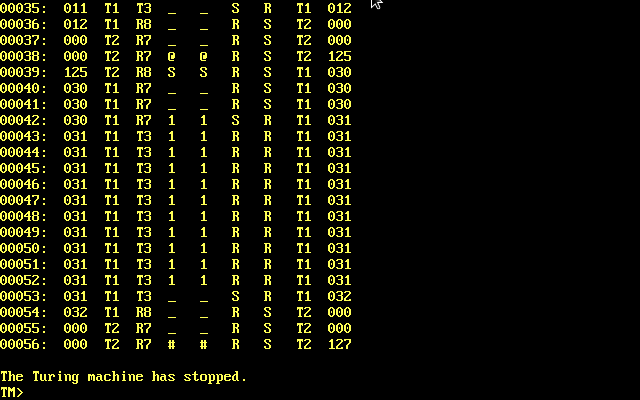 00035:  011  T1  T3  _  _  S  R  T1  012
00036:  012  T1  R8  _  _  R  S  T2  000
00037:  000  T2  R7  _  _  R  S  T2  000
00038:  000  T2  R7  @  @  R  S  T2  125
00039:  125  T2  R8  S  S  R  S  T1  030
00040:  030  T1  R7  _  _  R  S  T1  030
00041:  030  T1  R7  _  _  R  S  T1  030
00042:  030  T1  R7  1  1  S  R  T1  031
00043:  031  T1  T3  1  1  R  R  T1  031
00044:  031  T1  T3  1  1  R  R  T1  031
00045:  031  T1  T3  1  1  R  R  T1  031
00046:  031  T1  T3  1  1  R  R  T1  031
00047:  031  T1  T3  1  1  R  R  T1  031
00048:  031  T1  T3  1  1  R  R  T1  031
00049:  031  T1  T3  1  1  R  R  T1  031
00050:  031  T1  T3  1  1  R  R  T1  031
00051:  031  T1  T3  1  1  R  R  T1  031
00052:  031  T1  T3  1  1  R  R  T1  031
00053:  031  T1  T3  _  _  S  R  T1  032
00054:  032  T1  R8  _  _  R  S  T2  000
00055:  000  T2  R7  _  _  R  S  T2  000
00056:  000  T2  R7  #  #  R  S  T2  127
The Turing machine has stopped.
TM>